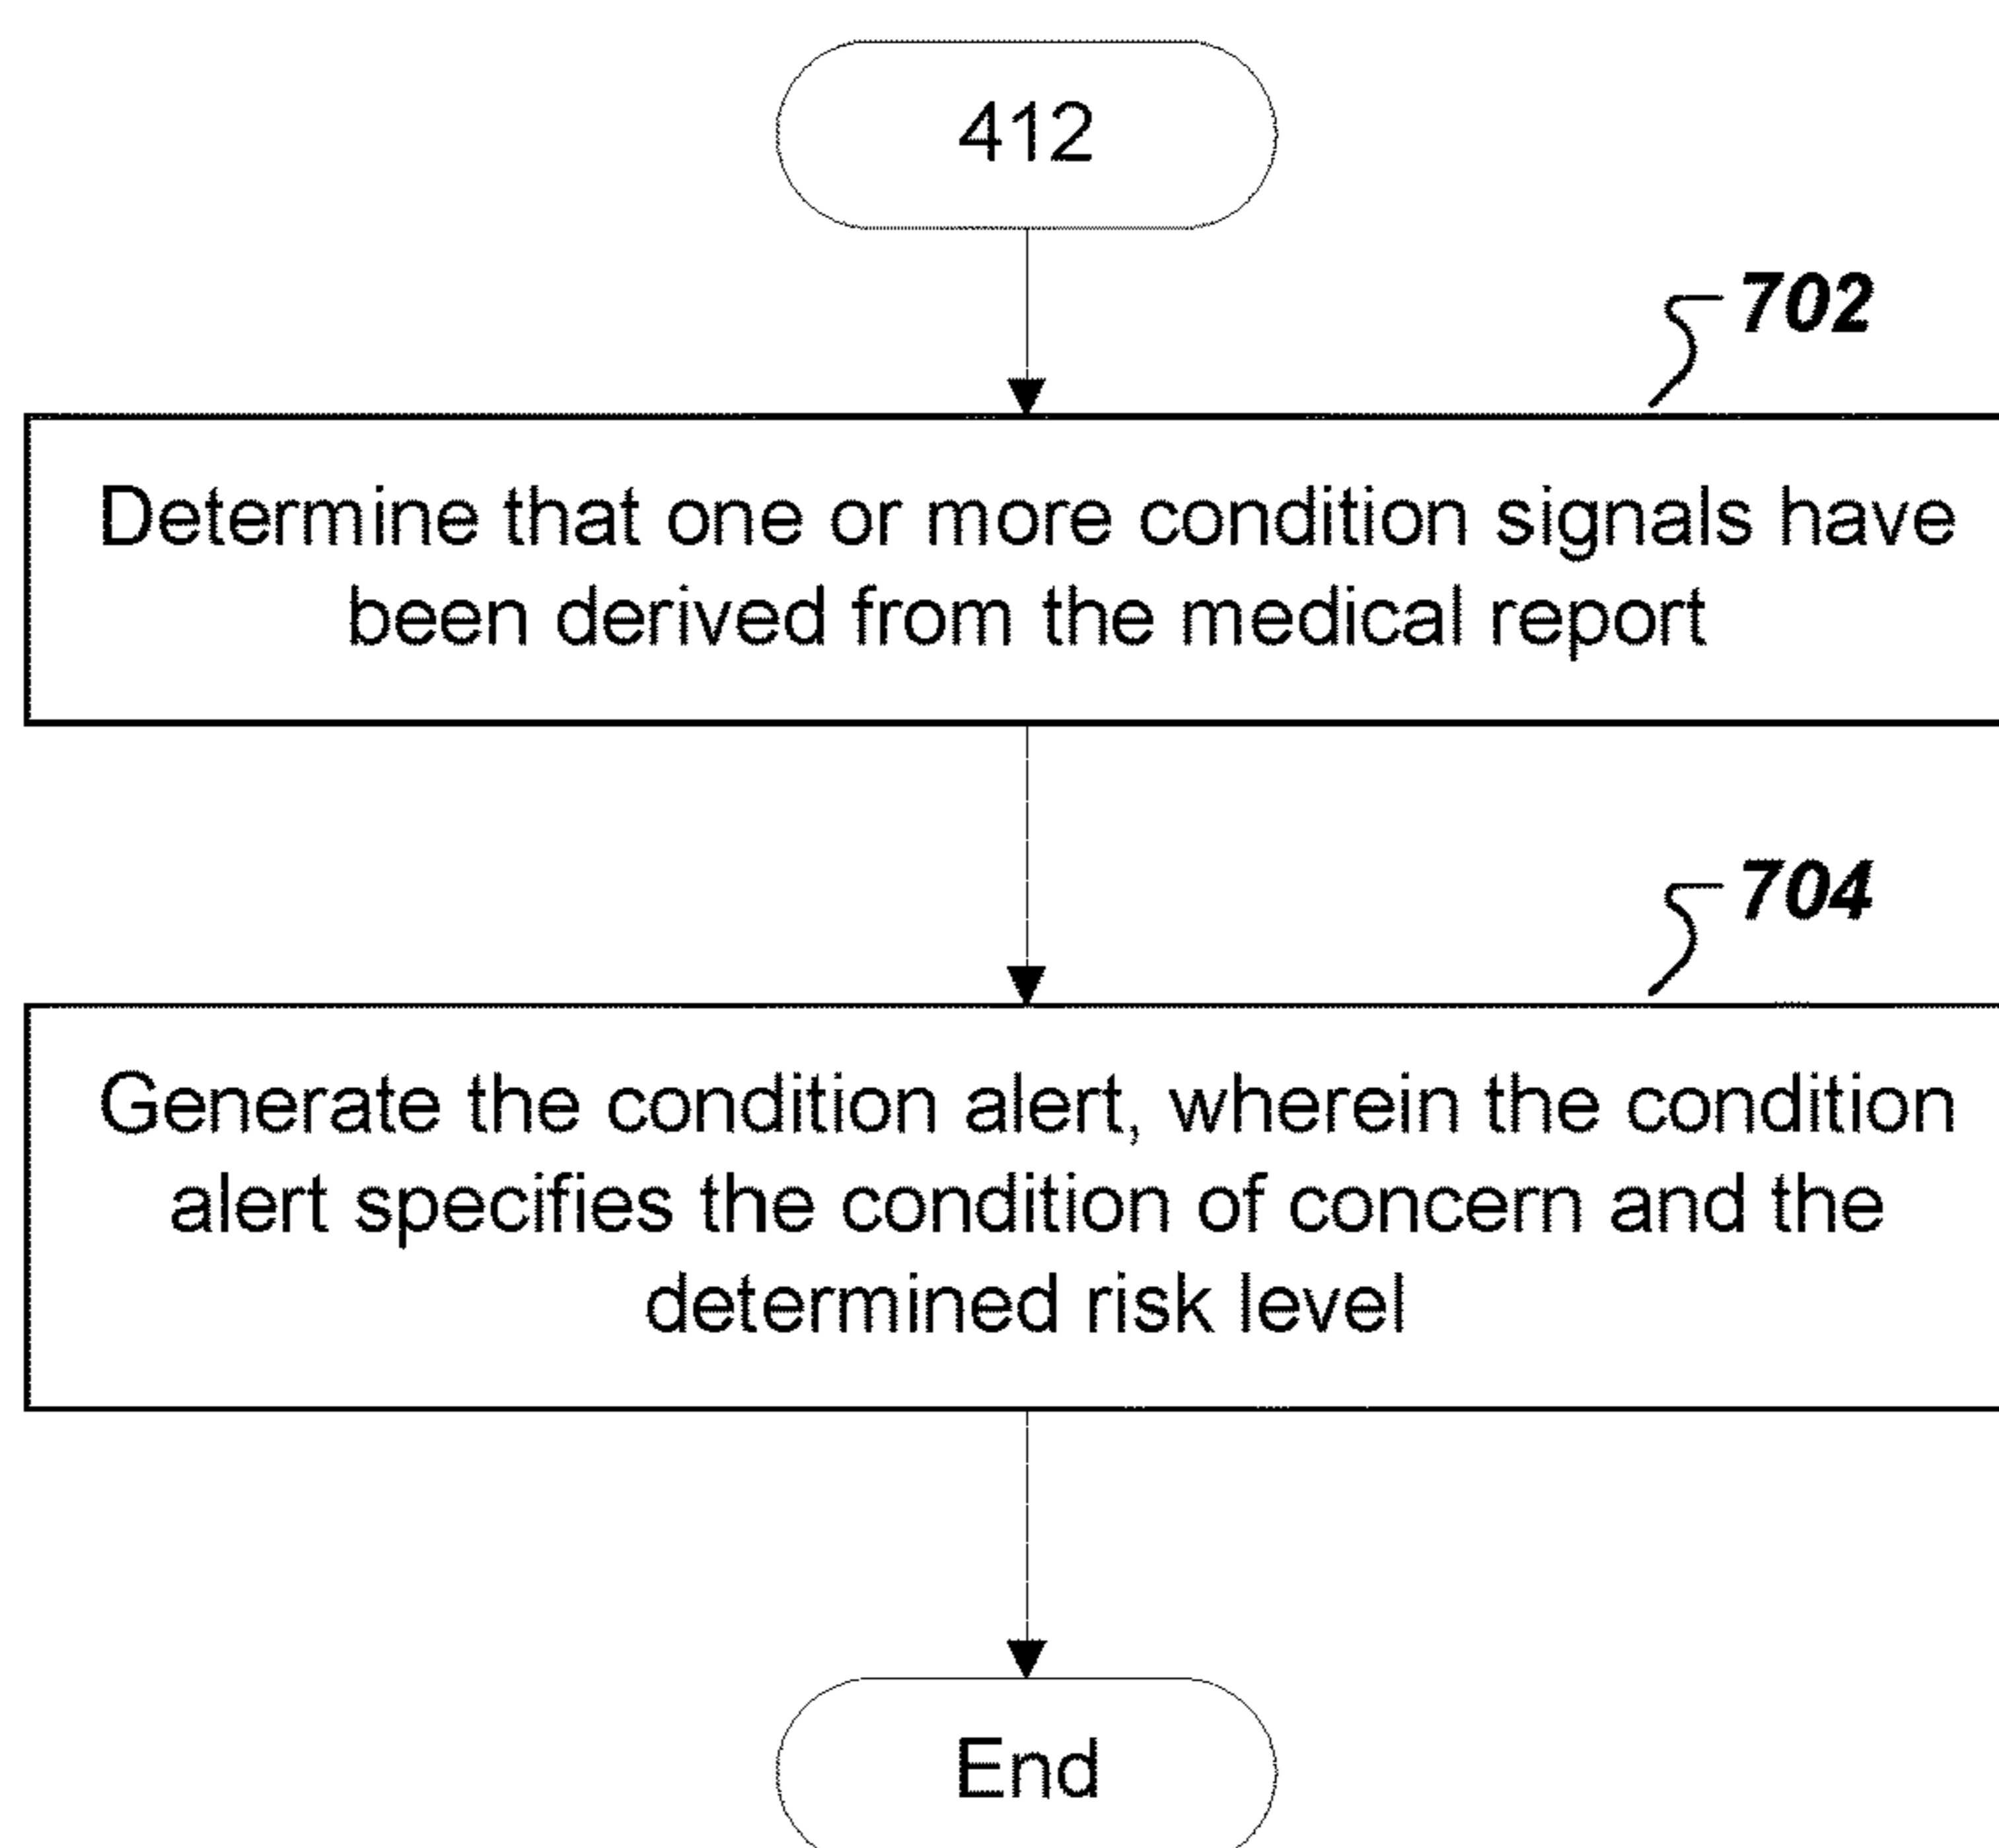 412
702
Determine that one or more condition signals have
been derived from the medical report
704
Generate the condition alert, wherein the condition
alert specifies the condition of concern and the
determined risk level
End